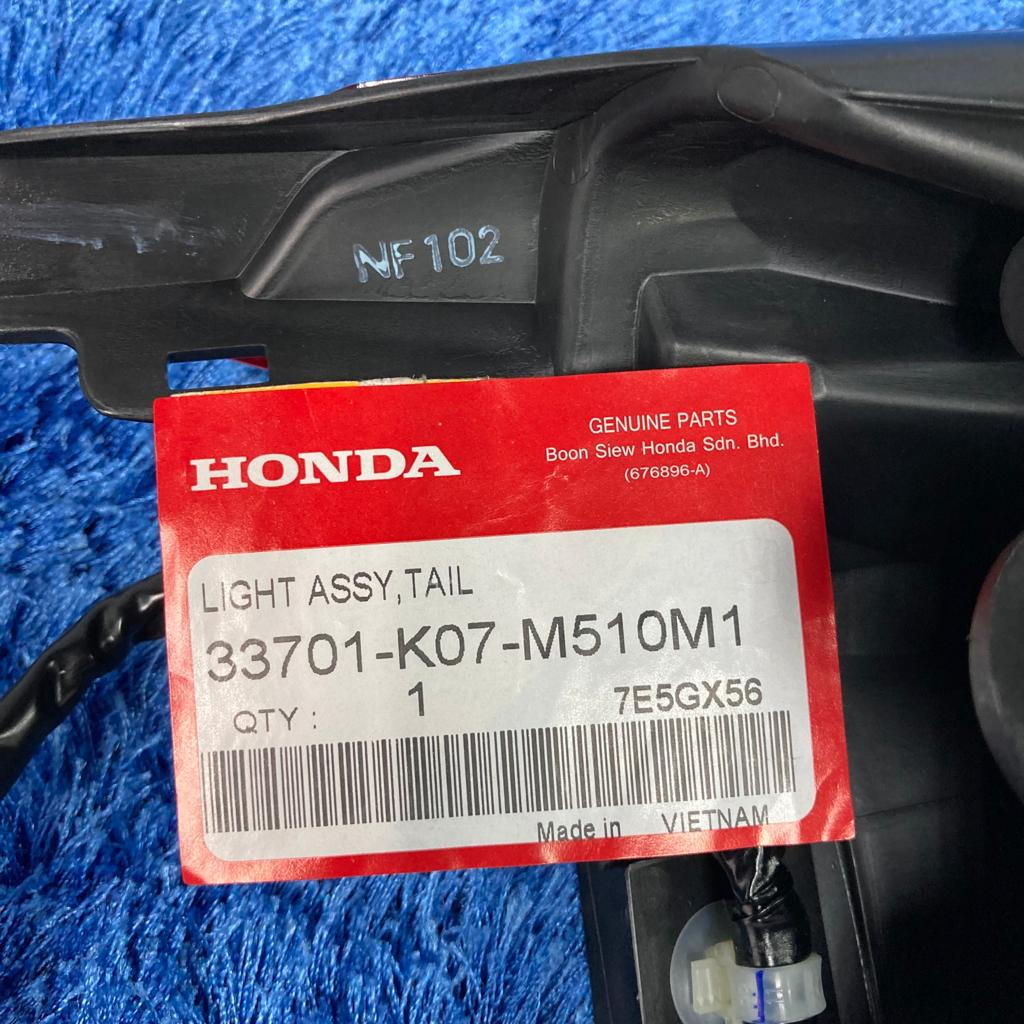 NF102
HONDA
GENUINE PARTS
Boon Siew Honda Sdn. Bhd.
(676896-A)
LIGHT ASSY,TAIL
33701-K07-M510M1
QTY : 1 7E5GX56
Made in VIETNAM